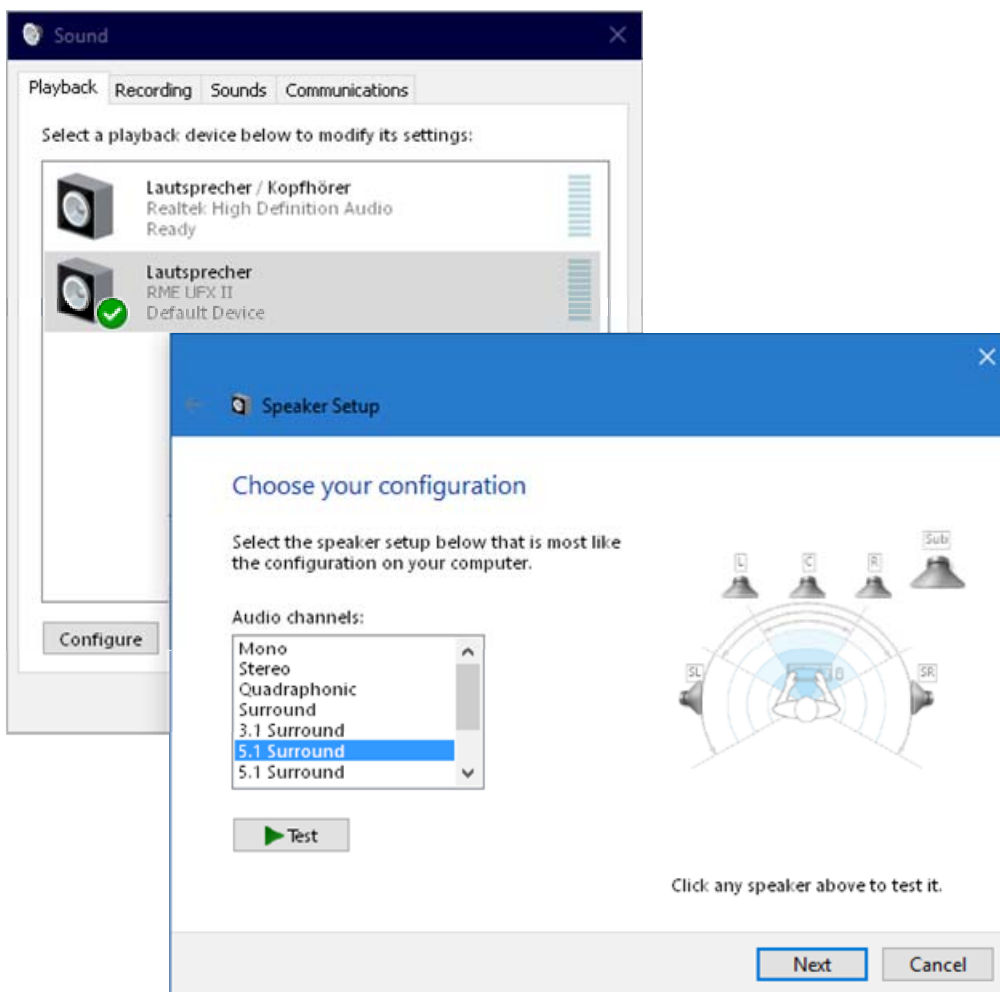 Sound
Playback Recording Sounds Communications
Select a playback device below to modify its settings:
Lautsprecher / Kopfhörer
Realtek High Definition Audio
Ready
Lautsprecher
RME UFX II
Default Device
Configure
Speaker Setup
Choose your configuration
Select the speaker setup below that is most like
the configuration on your computer.
Audio channels:
Mono
Stereo
Quadraphonic
Surround
3.1 Surround
5.1 Surround
5.1 Surround
Test
L C R Sub
SL SR
Click any speaker above to test it.
Next Cancel